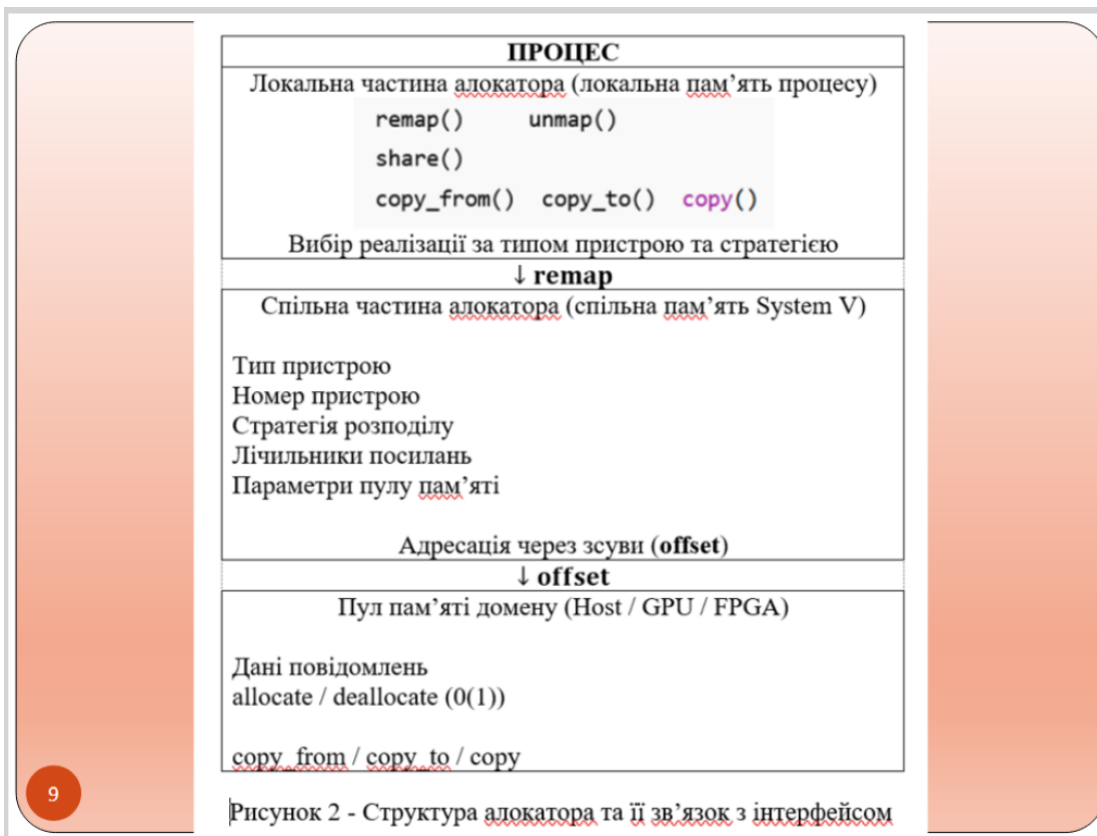 ПРОЦЕС
Локальна частина алокатора (локальна пам’ять процесу)
remap() unmap()
share()
copy_from() copy_to() copy()
Вибір реалізації за типом пристрою та стратегією
↓ remap
Спільна частина алокатора (спільна пам’ять System V)
Тип пристрою
Номер пристрою
Стратегія розподілу
Лічильники посилань
Параметри пулу пам’яті
Адресація через зсуви (offset)
↓ offset
Пул пам’яті домену (Host / GPU / FPGA)
Дані повідомлень
allocate / deallocate (0(1))
copy_from / copy_to / copy
9
Рисунок 2 - Структура алокатора та її зв’язок з інтерфейсом